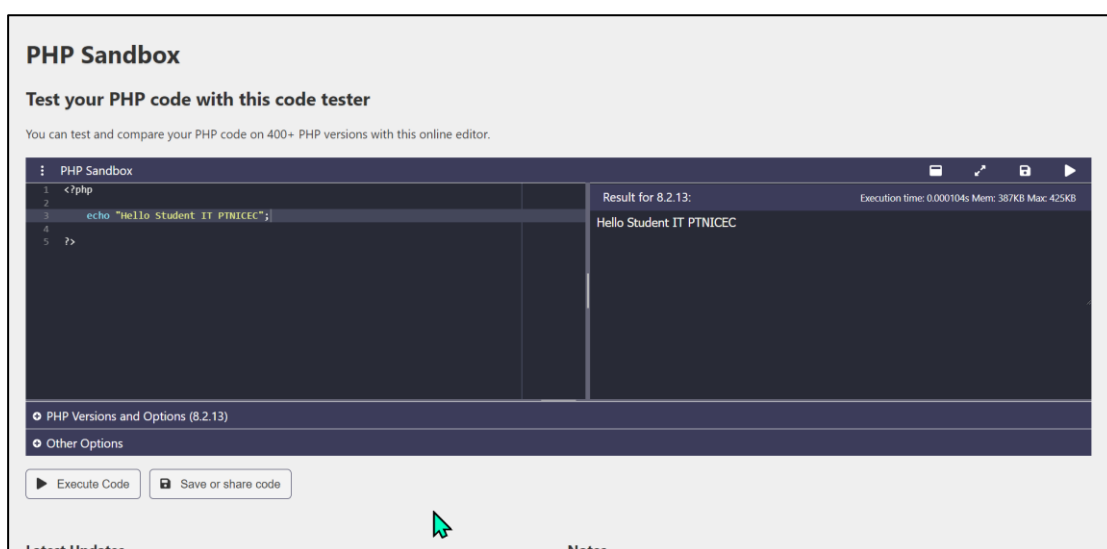 PHP Sandbox
Test your PHP code with this code tester
You can test and compare your PHP code on 400+ PHP versions with this online editor.
PHP Sandbox
1 <?php
2
3 echo "Hello Student IT PTNICEC";
4
5 ?>
Result for 8.2.13:
Execution time: 0.000104s Mem: 387KB Max: 425KB
Hello Student IT PTNICEC
PHP Versions and Options (8.2.13)
Other Options
Execute Code
Save or share code
Latest Updates
Notes